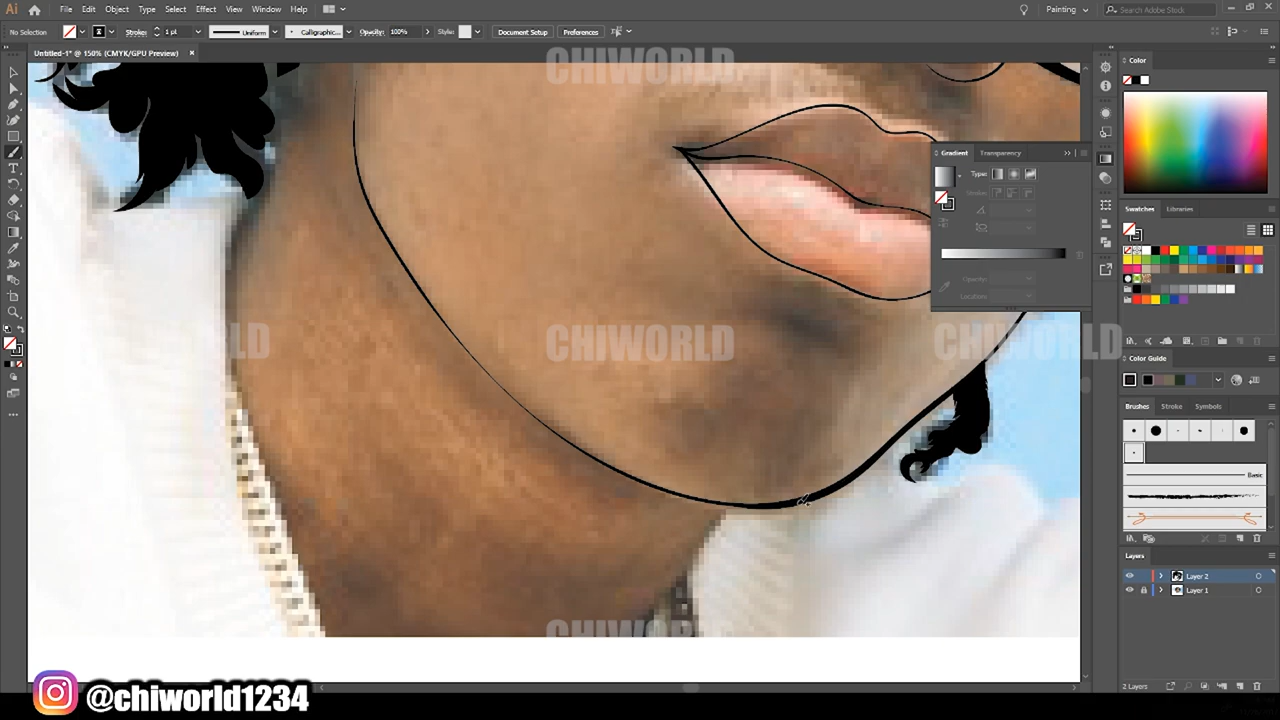 Ai File Edit Object Type Select Effect View Window Help Painting Search Adobe Stock
No Selection Stroke: 1 pt Uniform Calligraphic... Opacity: 100% Style: Document Setup Preferences
Untitled-1* @ 150% (CMYK/GPU Preview)
CHIWORLD
Color
Gradient Transparency
Type:
Stroke:
Opacity:
Location:
Swatches Libraries
CHIWORLD CHIWORLD
Color Guide
Brushes Stroke Symbols
Basic
Layers
Layer 2
Layer 1
CHIWORLD
2 Layers
@chiworld1234